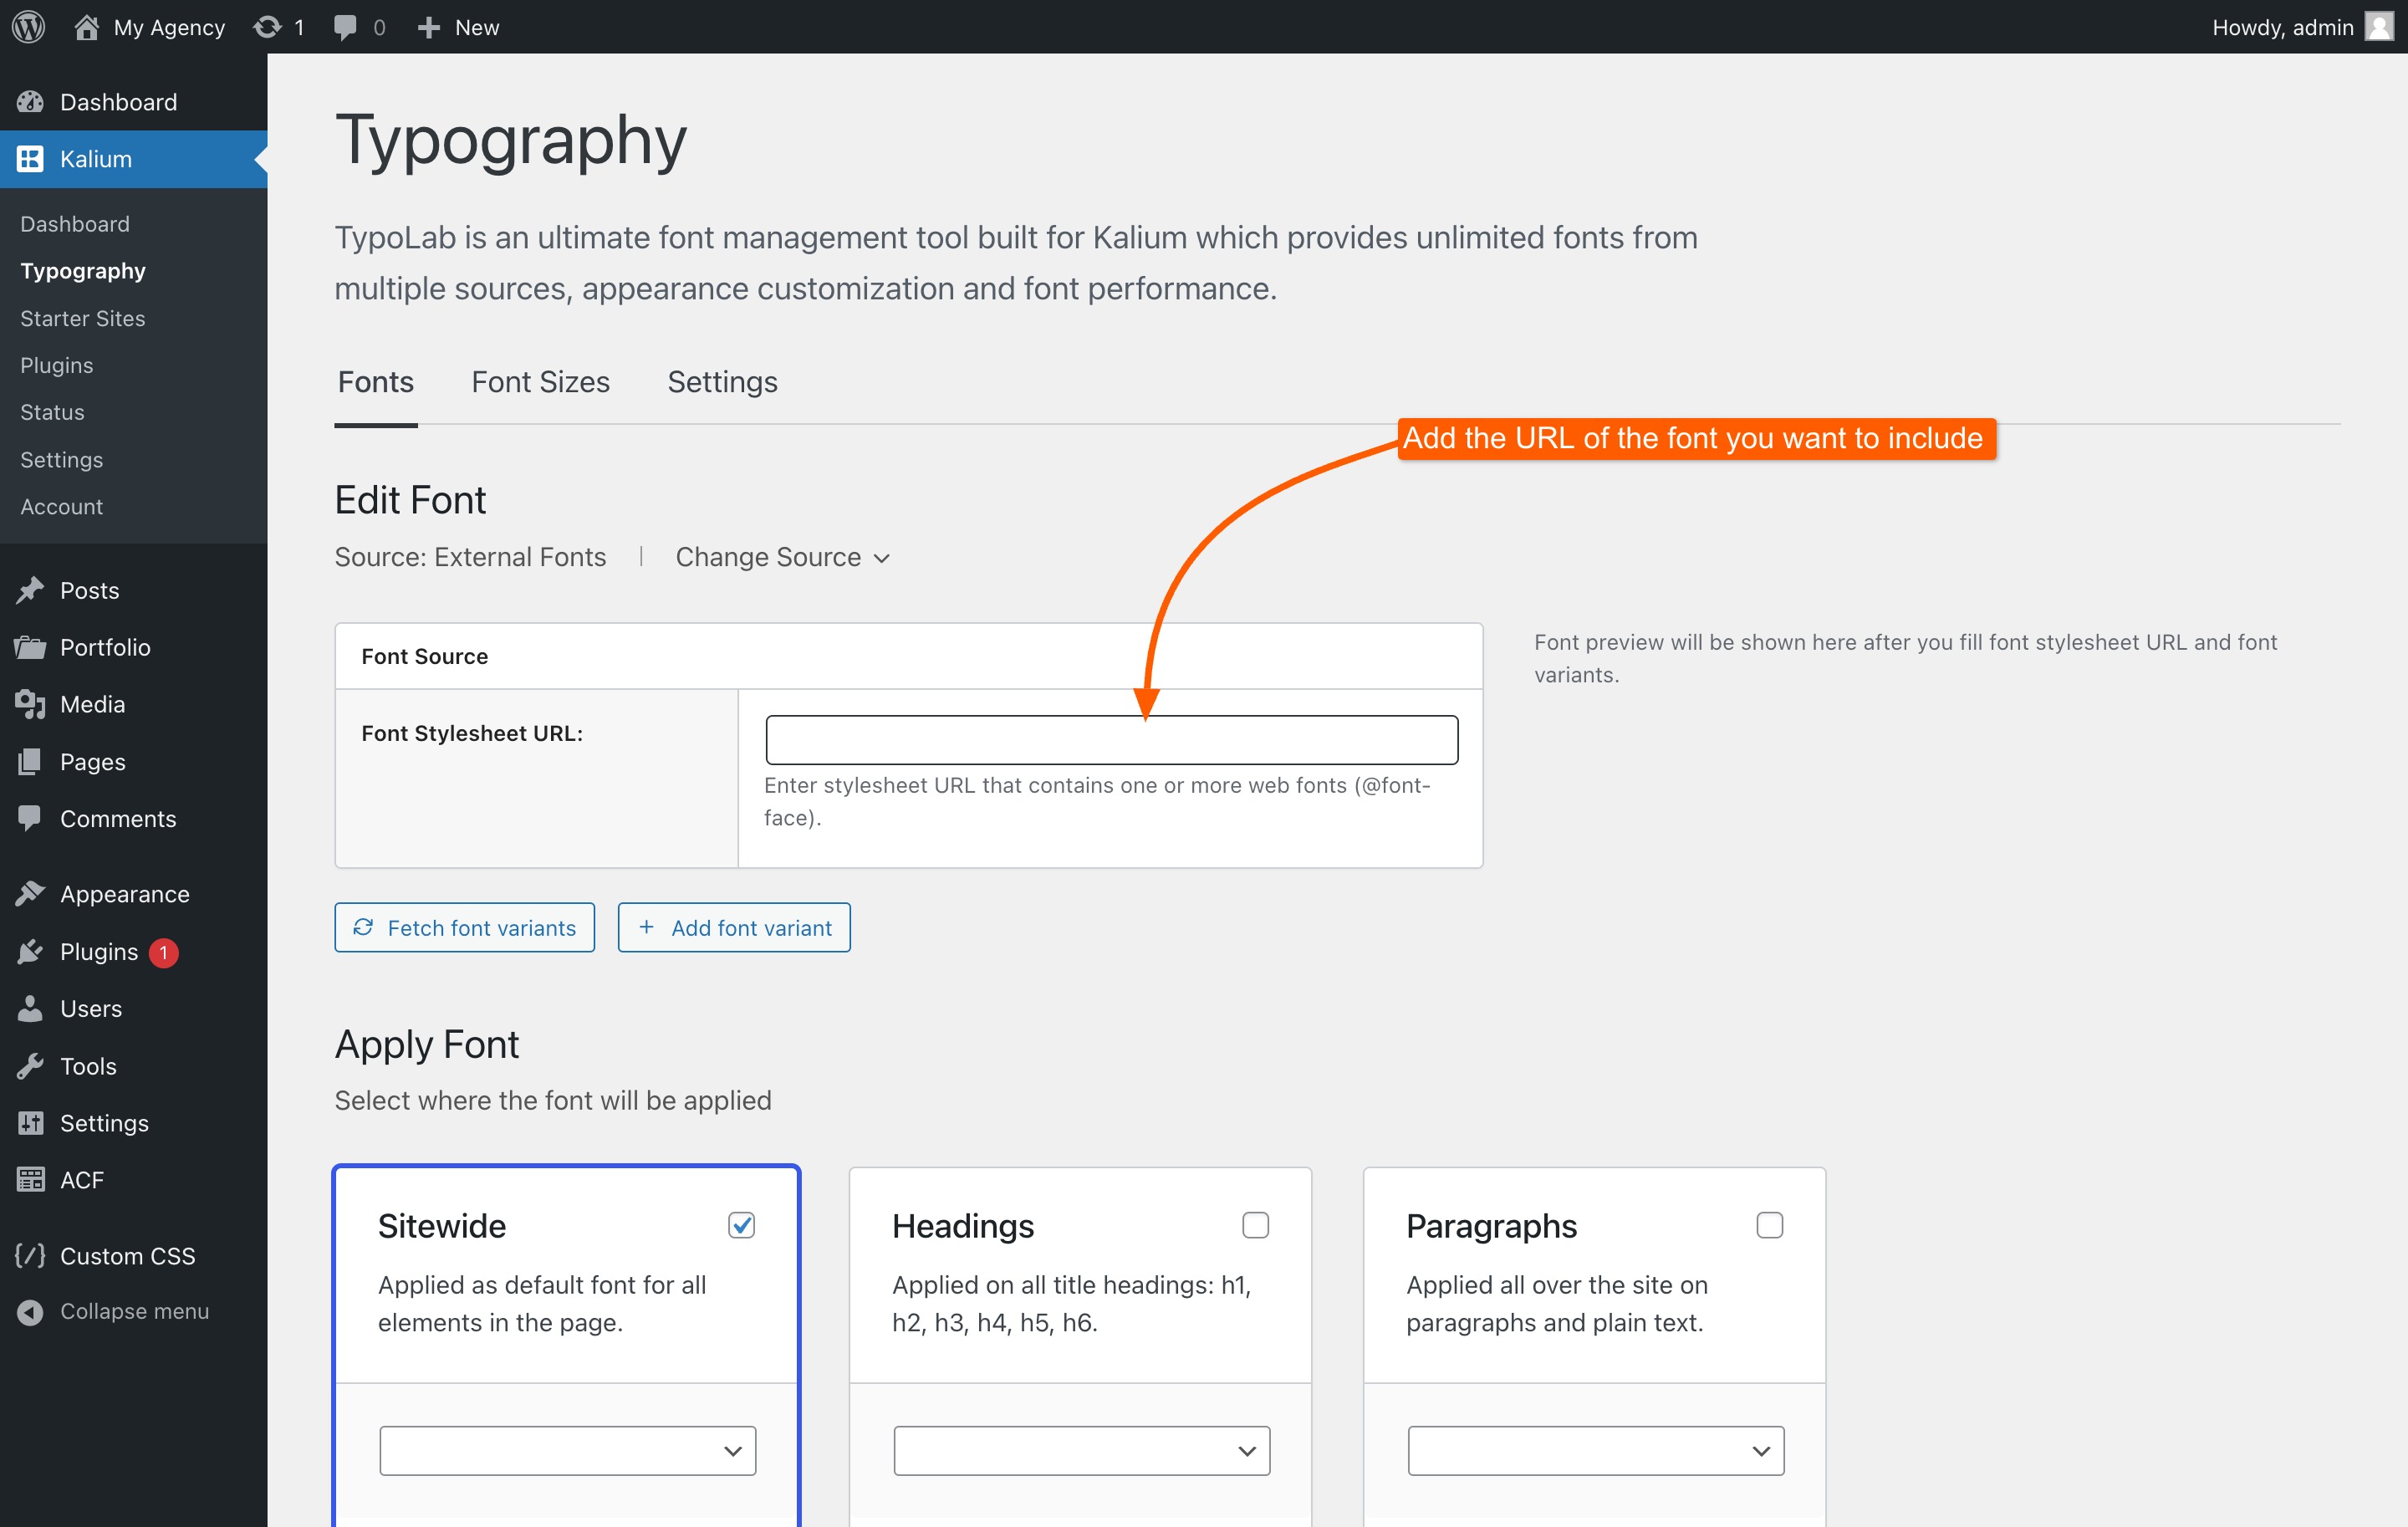 My Agency
1
0
New
Howdy, admin
Dashboard
Kalium
Dashboard
Typography
Starter Sites
Plugins
Status
Settings
Account
Posts
Portfolio
Media
Pages
Comments
Appearance
Plugins 1
Users
Tools
Settings
ACF
Custom CSS
Collapse menu
Typography
TypoLab is an ultimate font management tool built for Kalium which provides unlimited fonts from
multiple sources, appearance customization and font performance.
Fonts
Font Sizes
Settings
Add the URL of the font you want to include
Edit Font
Source: External Fonts
Change Source
Font Source
Font Stylesheet URL:
Enter stylesheet URL that contains one or more web fonts (@font-
face).
Font preview will be shown here after you fill font stylesheet URL and font
variants.
Fetch font variants
+ Add font variant
Apply Font
Select where the font will be applied
Sitewide
Applied as default font for all
elements in the page.
Headings
Applied on all title headings: h1,
h2, h3, h4, h5, h6.
Paragraphs
Applied all over the site on
paragraphs and plain text.